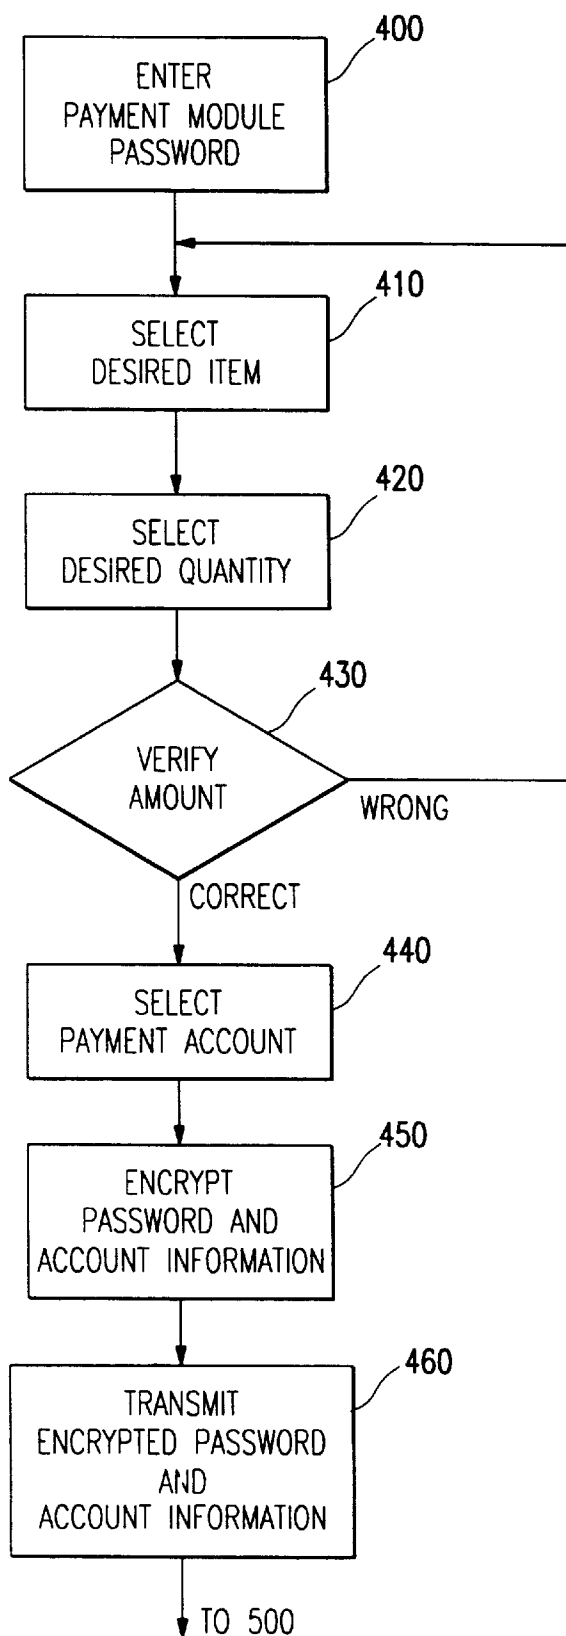 400
ENTER
PAYMENT MODULE
PASSWORD
410
SELECT
DESIRED ITEM
420
SELECT
DESIRED QUANTITY
430
VERIFY
AMOUNT
WRONG
CORRECT
440
SELECT
PAYMENT ACCOUNT
450
ENCRYPT
PASSWORD AND
ACCOUNT INFORMATION
460
TRANSMIT
ENCRYPTED PASSWORD
AND
ACCOUNT INFORMATION
TO 500